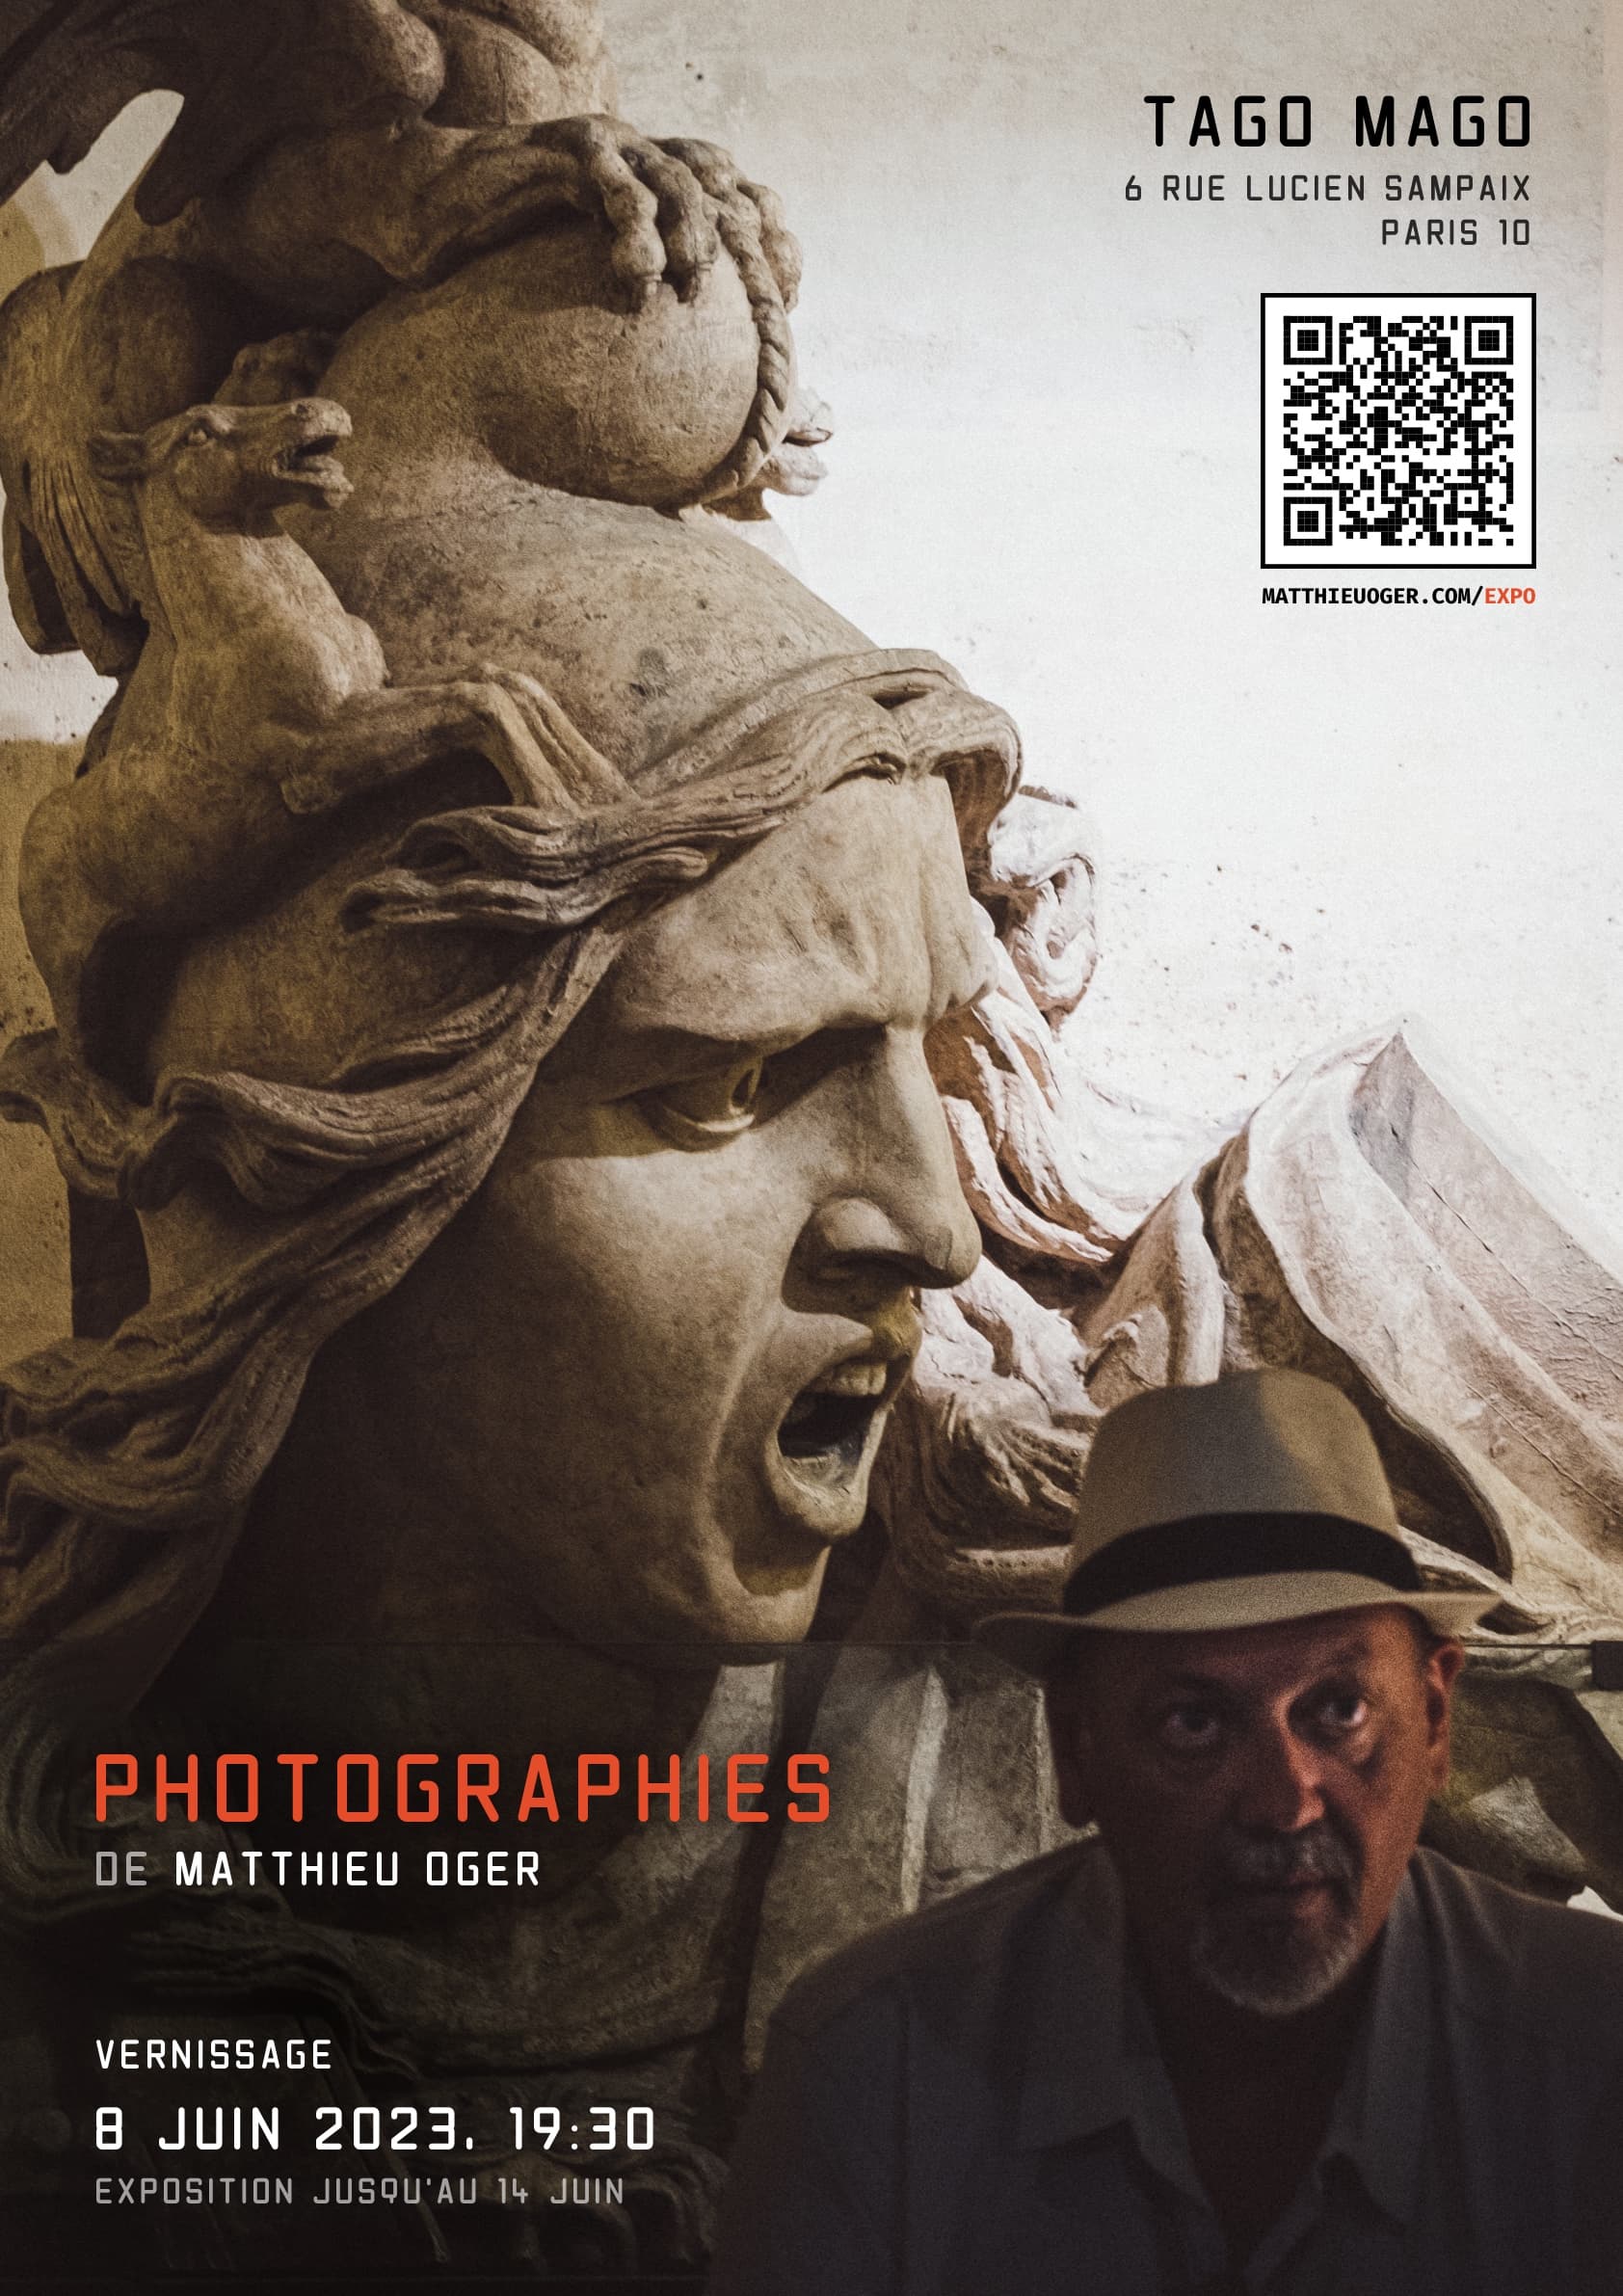 TAGO MAGO
6 RUE LUCIEN SAMPAIX
PARIS 10
MATTHIEUOGER.COM/EXPO
PHOTOGRAPHIES
DE MATTHIEU OGER
VERNISSAGE
8 JUIN 2023, 19:30
EXPOSITION JUSQU'AU 14 JUIN